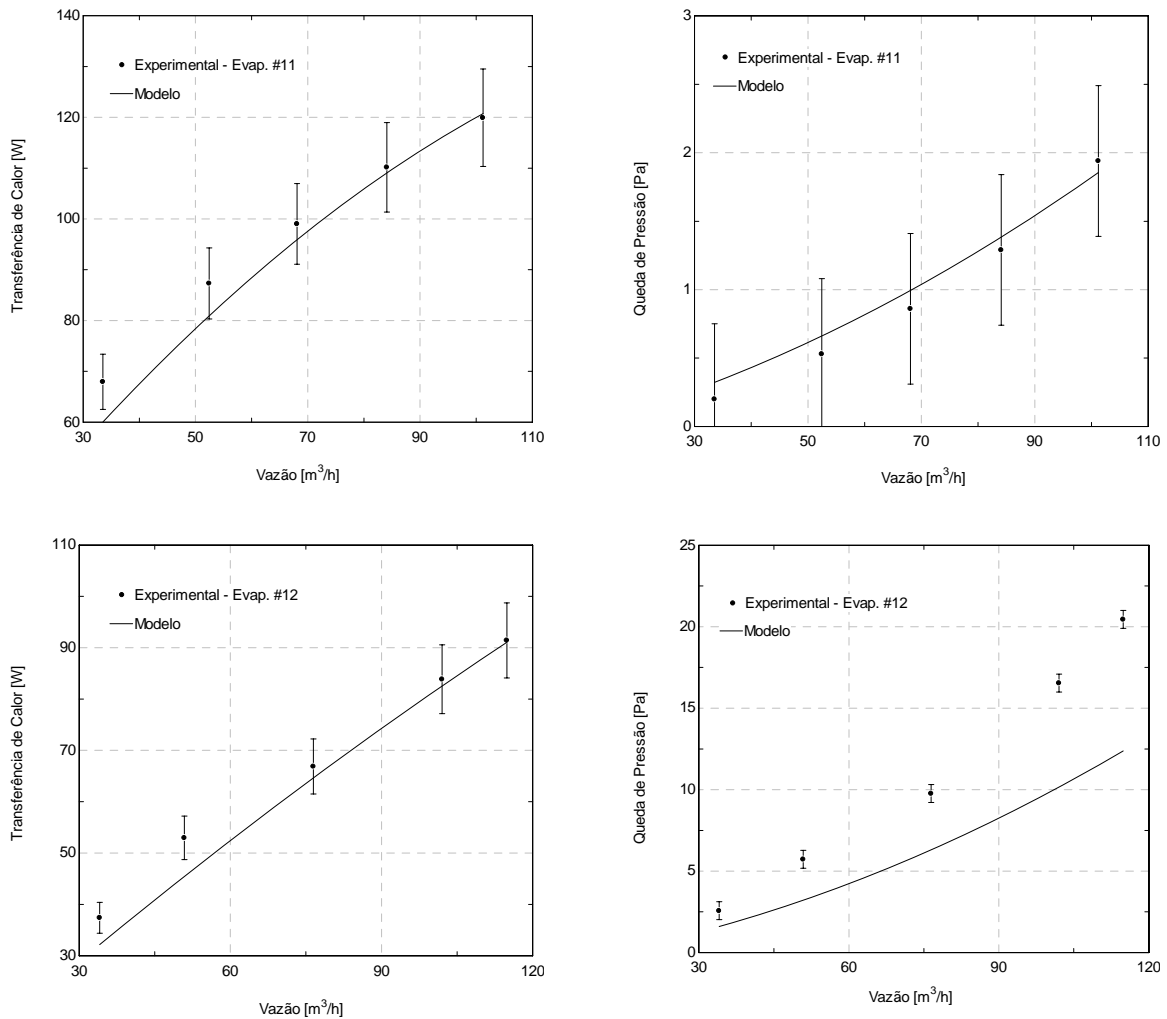 140
120
100
80
60
30
50
70
90
110
Transferência de Calor [W]
Vazão [m³/h]
Experimental - Evap. #11
Modelo
3
2
1
0
30
50
70
90
110
Queda de Pressão [Pa]
Vazão [m³/h]
Experimental - Evap. #11
Modelo
110
90
70
50
30
30
60
90
120
Transferência de Calor [W]
Vazão [m³/h]
Experimental - Evap. #12
Modelo
25
20
15
10
5
0
30
60
90
120
Queda de Pressão [Pa]
Vazão [m³/h]
Experimental - Evap. #12
Modelo